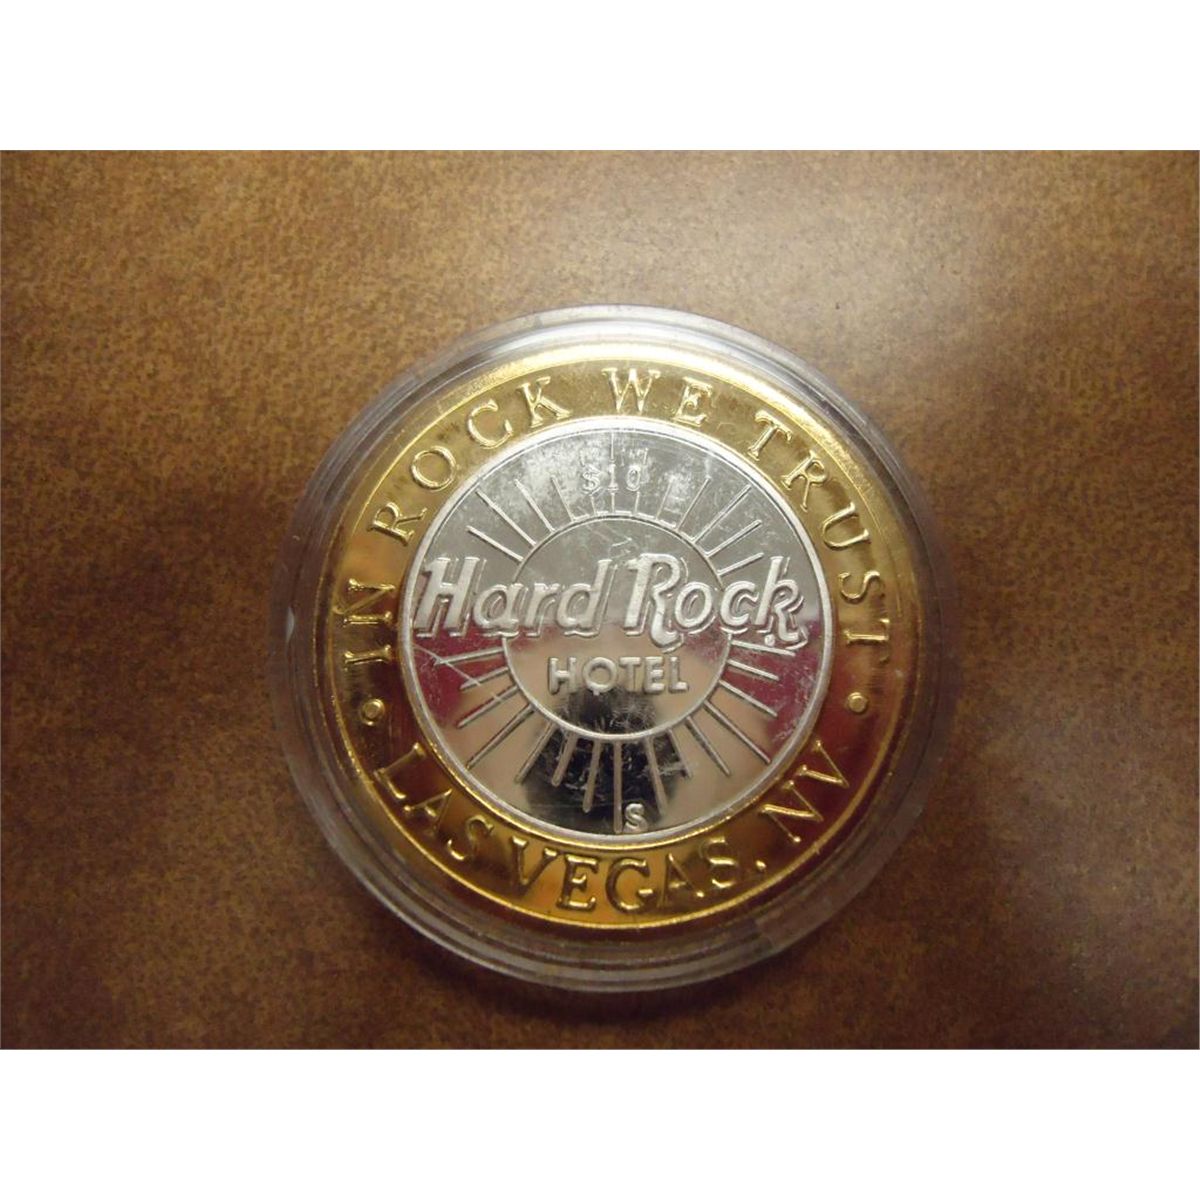 · IN ROCK WE TRUST ·
$10
Hard Rock
HOTEL
S
LAS VEGAS, NV